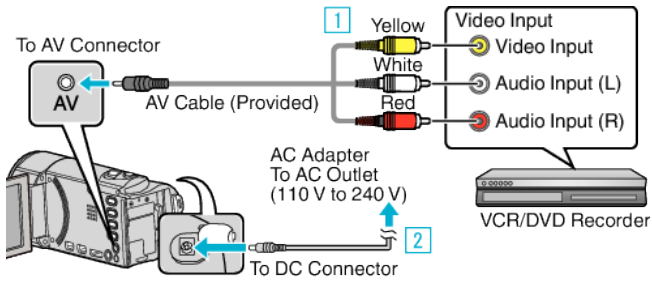 To AV Connector
AV
AV Cable (Provided)
1
Yellow
White
Red
Video Input
Video Input
Audio Input (L)
Audio Input (R)
VCR/DVD Recorder
AC Adapter
To AC Outlet
(110 V to 240 V)
2
To DC Connector